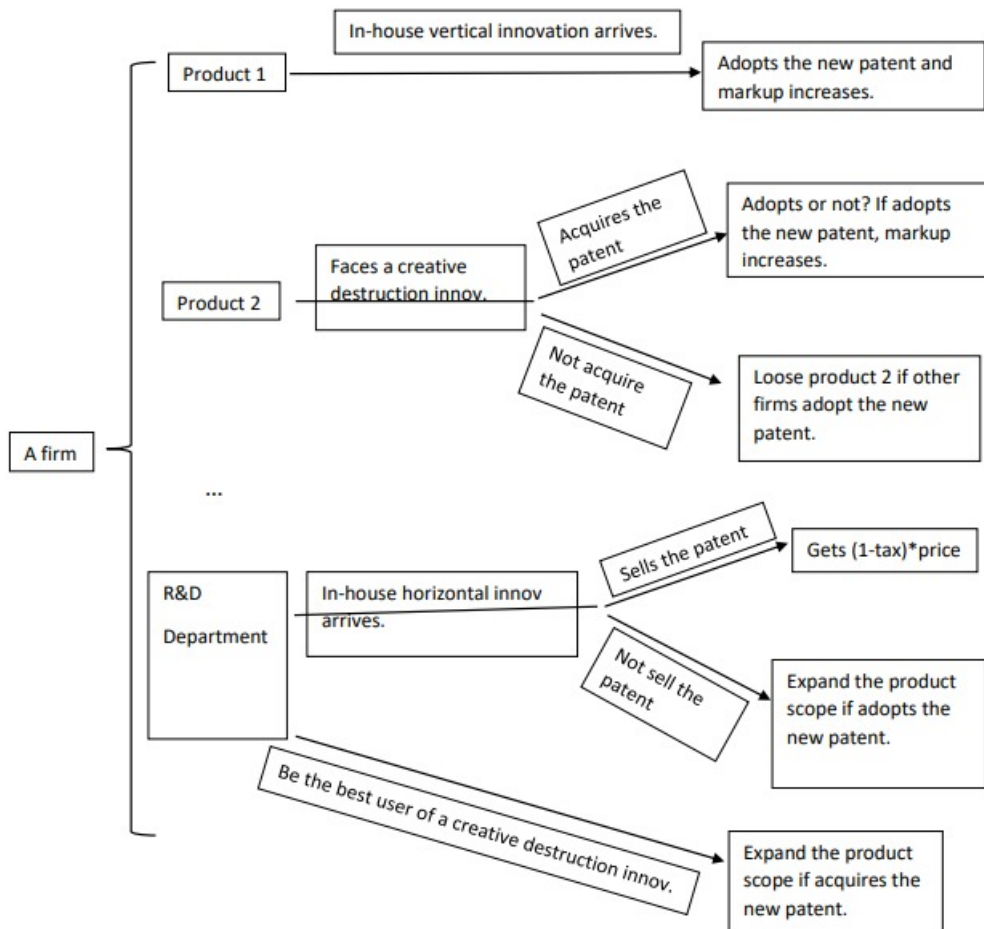 In-house vertical innovation arrives.
Product 1
Adopts the new patent and
markup increases.
Acquires the
patent
Adopts or not? If adopts
the new patent, markup
increases.
Faces a creative
destruction innov.
Product 2
Not acquire
the patent
Loose product 2 if other
firms adopt the new
patent.
A firm
...
Sells the patent
Gets (1-tax)*price
R&D
Department
In-house horizontal innov
arrives.
Not sell the
patent
Expand the product
scope if adopts the
new patent.
Be the best user of a creative destruction innov.
Expand the product
scope if acquires the
new patent.